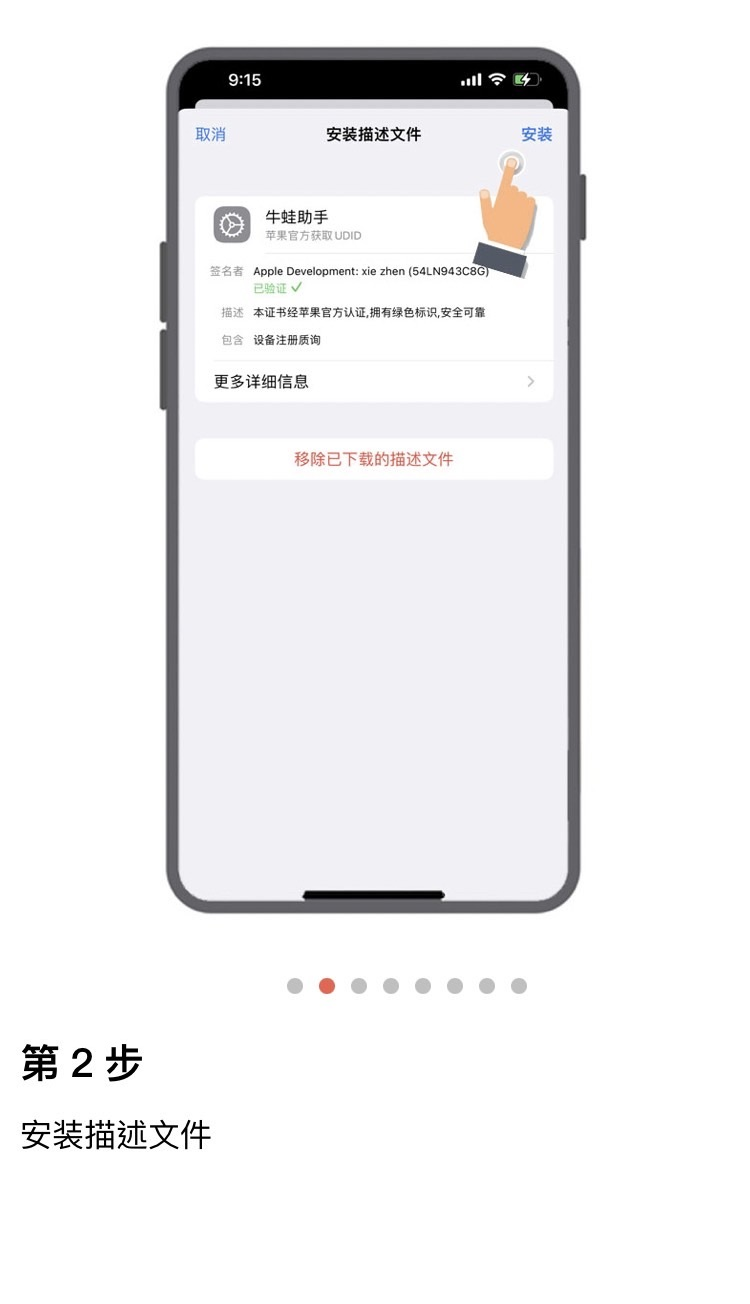 9:15
取消 安装描述文件 安装
牛蛙助手
苹果官方获取UDID
签名者 Apple Development: xie zhen (54LN943C8G)
已验证
描述 本证书经苹果官方认证,拥有绿色标识,安全可靠
包含 设备注册质询
更多详细信息
移除已下载的描述文件
第 2 步
安装描述文件